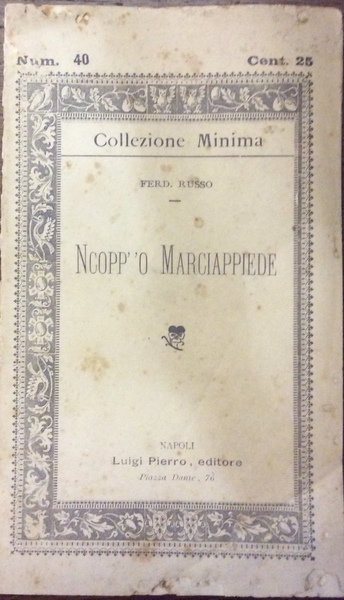 Num. 40 Cent. 25
Collezione Minima
FERD. RUSSO
NCOPP' 'O MARCIAPPIEDE
NAPOLI
Luigi Pierro, editore
Piazza Dante, 76